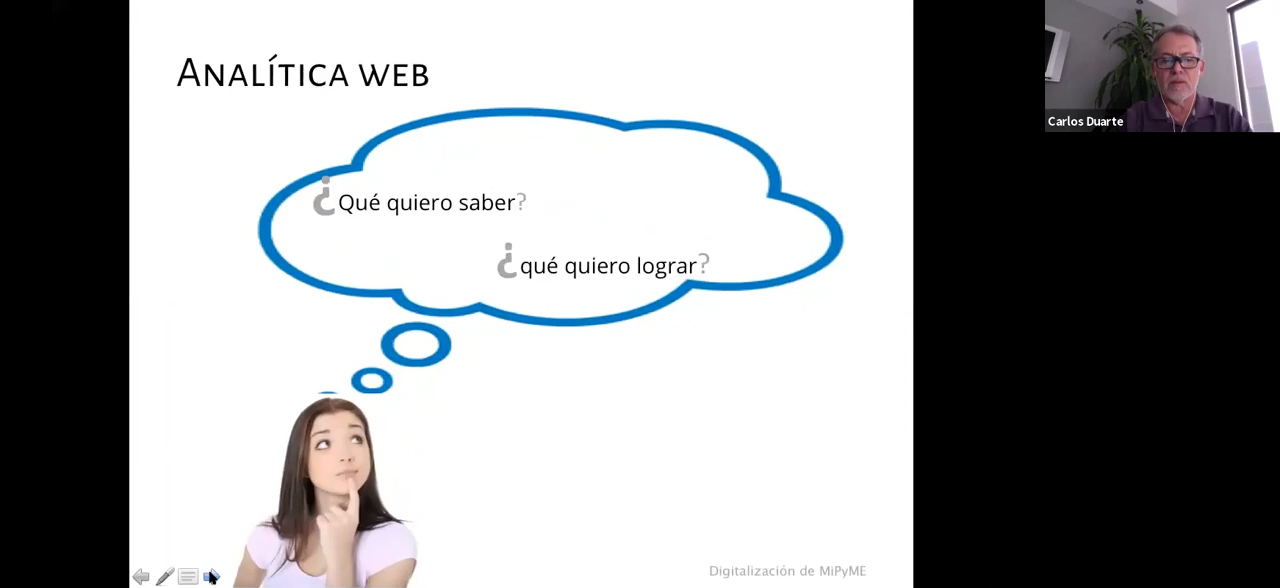 Analítica web
¿Qué quiero saber?
¿qué quiero lograr?
Digitalización de MiPyME
Carlos Duarte